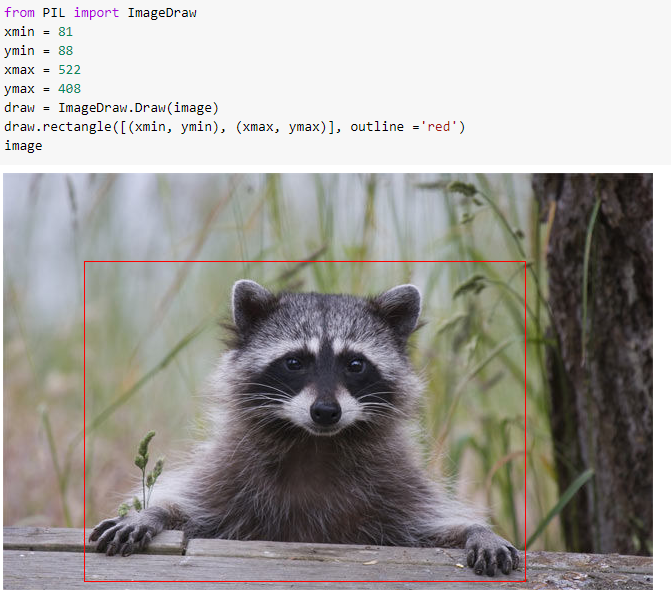 from PIL import ImageDraw
xmin = 81
ymin = 88
xmax = 522
ymax = 408
draw = ImageDraw.Draw(image)
draw.rectangle([(xmin, ymin), (xmax, ymax)], outline ='red')
image